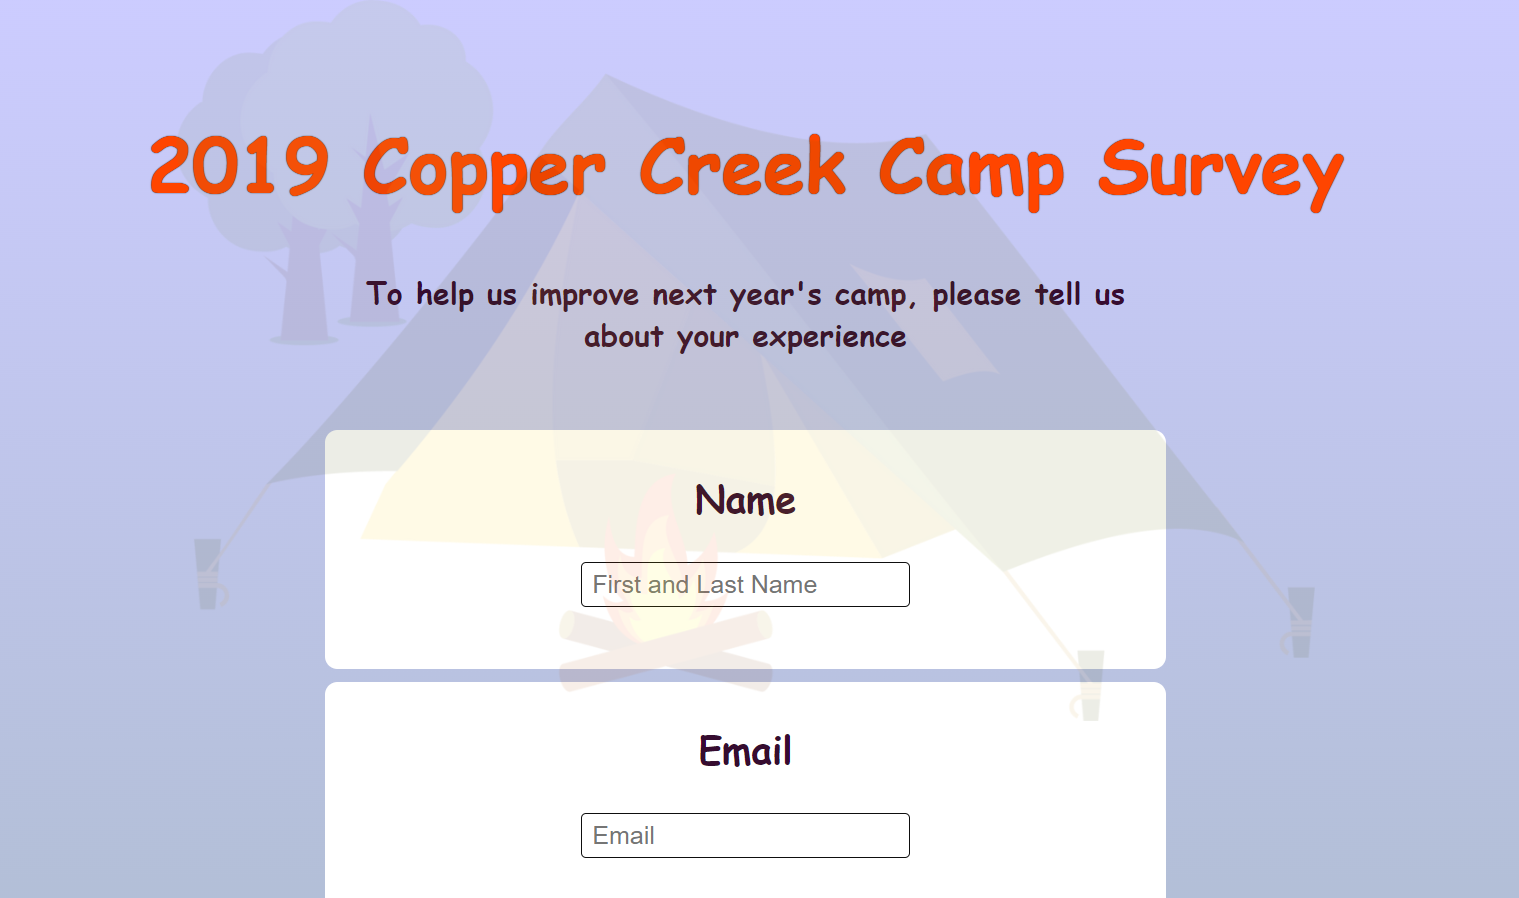 2019 Copper Creek Camp Survey
To help us improve next year's camp, please tell us
about your experience
Name
First and Last Name
Email
Email